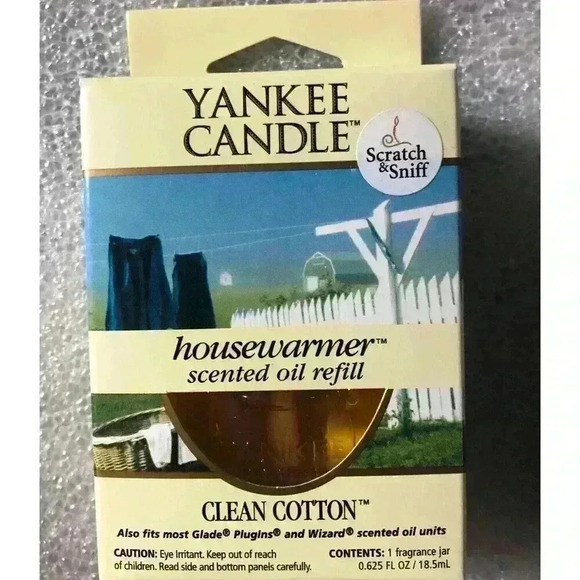 YANKEE
CANDLE™
Scratch
& Sniff
housewarmer™
scented oil refill
YANKEE
CLEAN COTTON™
Also fits most Glade® PlugIns® and Wizard® scented oil units
CAUTION: Eye Irritant. Keep out of reach
of children. Read side and bottom panels carefully.
CONTENTS: 1 fragrance jar
0.625 FL OZ / 18.5mL